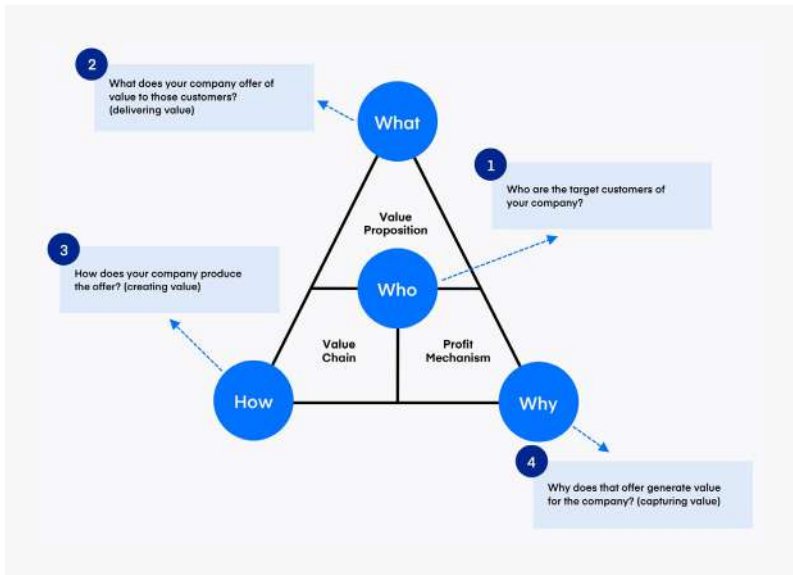 2
What does your company offer of
value to those customers?
(delivering value)
What
1
Who are the target customers of
your company?
Value
Proposition
3
How does your company produce
the offer? (creating value)
Who
Value
Chain
Profit
Mechanism
How
Why
4
Why does that offer generate value
for the company? (capturing value)